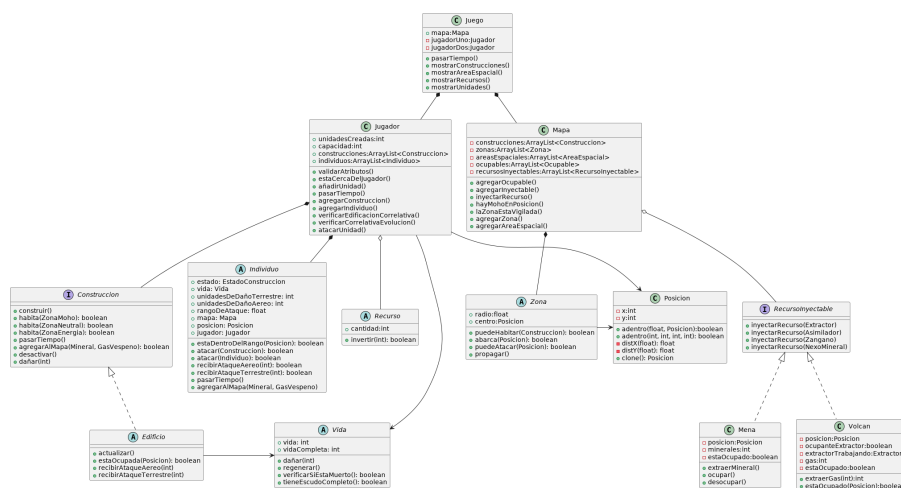 C Juego
mapa:Mapa
jugadorUno:Jugador
jugadorDos:Jugador
pasarTiempo()
mostrarConstrucciones()
mostrarAreaEspacial()
mostrarRecursos()
mostrarUnidades()
C Jugador
unidadesCreadas:int
capacidad:int
construcciones:ArrayList<Construccion>
individuos:ArrayList<Individuo>
validarAtributos()
estaCercaDelJugador()
añadirUnidad()
pasarTiempo()
agregarConstruccion()
agregarIndividuo()
verificarEdificacionCorrelativa()
verificarCorrelativaEvolucion()
atacarUnidad()
C Mapa
construcciones:ArrayList<Construccion>
zonas:ArrayList<Zona>
areasEspaciales:ArrayList<AreaEspacial>
ocupables:ArrayList<Ocupable>
recursosInyectables:ArrayList<RecursoInyectable>
agregarOcupable()
agregarInyectable()
inyectarRecurso()
hayMohoEnPosicion()
laZonaEstaVigilada()
agregarZona()
agregarAreaEspacial()
I Construccion
construir()
habita(ZonaMoho): boolean
habita(ZonaNeutral): boolean
habita(ZonaEnergia): boolean
pasarTiempo()
agregarAlMapa(Mineral, GasVespeno): boolean
desactivar()
dañar(int)
A Individuo
estado: EstadoConstruccion
vida: Vida
unidadesDeDañoTerrestre: int
unidadesDeDañoAereo: int
rangoDeAtaque: float
mapa: Mapa
posicion: Posicion
jugador: Jugador
estaDentroDelRango(Posicion): boolean
atacar(Construccion): boolean
atacar(Individuo): boolean
recibirAtaqueAereo(int): boolean
recibirAtaqueTerrestre(int): boolean
pasarTiempo()
agregarAlMapa(Mineral, GasVespeno)
A Recurso
cantidad:int
invertir(int): boolean
A Zona
radio:float
centro:Posicion
puedeHabitar(Construccion): boolean
abarca(Posicion): boolean
puedeAtacar(Posicion): boolean
propagar()
C Posicion
x:int
y:int
adentro(float, Posicion):boolean
adentro(int, int, int, int): boolean
distX(float): float
distY(float): float
clone(): Posicion
I RecursoInyectable
inyectarRecurso(Extractor)
inyectarRecurso(Asimilador)
inyectarRecurso(Zangano)
inyectarRecurso(NexoMineral)
A Edificio
actualizar()
estaOcupada(Posicion): boolean
recibirAtaqueAereo(int)
recibirAtaqueTerrestre(int)
A Vida
vida: int
vidaCompleta: int
dañar(int)
regenerar()
verificarSiEstaMuerto(): boolean
tieneEscudoCompleto(): boolean
C Mena
posicion:Posicion
minerales:int
estaOcupado:boolean
extraerMineral()
ocupar()
desocupar()
C Volcan
posicion:Posicion
ocupanteExtractor:boolean
extractorTrabajando:Extractor
gas:int
estaOcupado:boolean
extraerGas(int):int
estaOcupado(Posicion):boolean